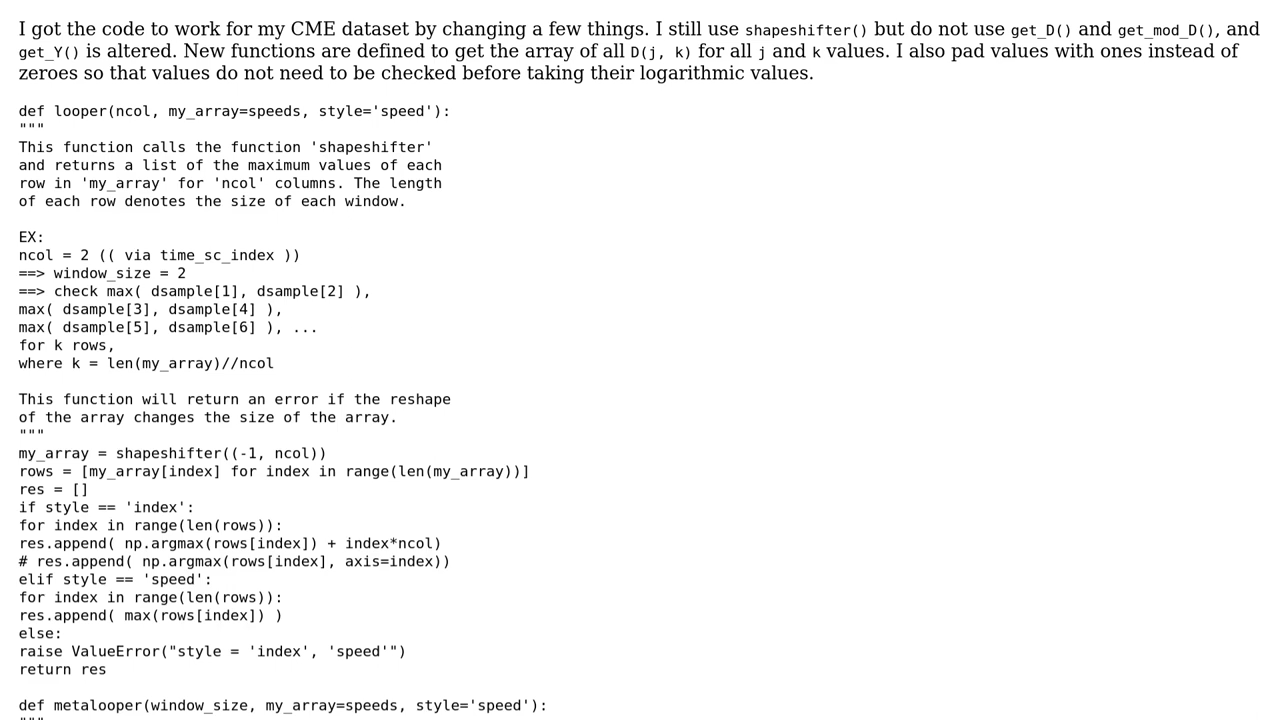 I got the code to work for my CME dataset by changing a few things. I still use shapeshifter() but do not use get_D() and get_mod_D(), and
get_Y() is altered. New functions are defined to get the array of all D(j, k) for all j and k values. I also pad values with ones instead of
zeroes so that values do not need to be checked before taking their logarithmic values.
def looper(ncol, my_array=speeds, style='speed'):
"""
This function calls the function 'shapeshifter'
and returns a list of the maximum values of each
row in 'my_array' for 'ncol' columns. The length
of each row denotes the size of each window.
EX:
ncol = 2 (( via time_sc_index ))
==> window_size = 2
==> check max( dsample[1], dsample[2] ),
max( dsample[3], dsample[4] ),
max( dsample[5], dsample[6] ), ...
for k rows,
where k = len(my_array)//ncol
This function will return an error if the reshape
of the array changes the size of the array.
"""
my_array = shapeshifter((-1, ncol))
rows = [my_array[index] for index in range(len(my_array))]
res = []
if style == 'index':
for index in range(len(rows)):
res.append( np.argmax(rows[index]) + index*ncol)
# res.append( np.argmax(rows[index], axis=index))
elif style == 'speed':
for index in range(len(rows)):
res.append( max(rows[index]) )
else:
raise ValueError("style = 'index', 'speed'")
return res
def metalooper(window_size, my_array=speeds, style='speed'):
"""